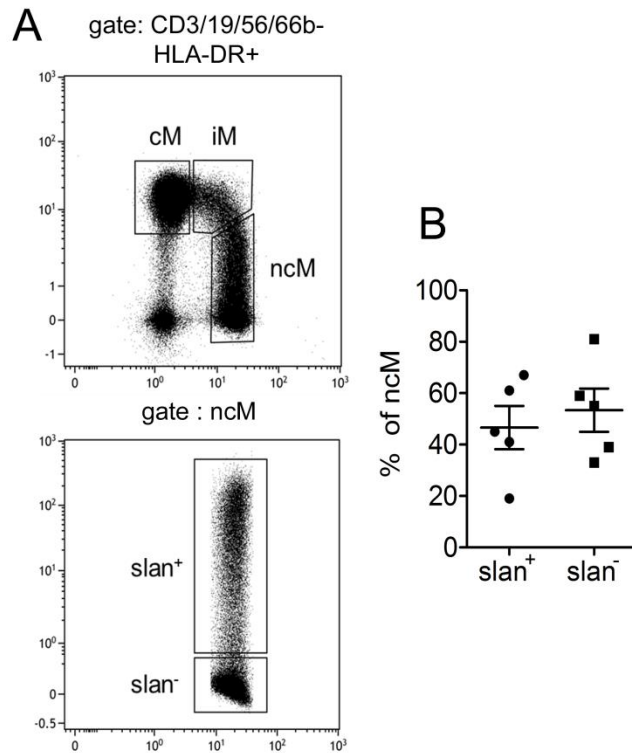 A
gate: CD3/19/56/66b-
HLA-DR+
10³
10²
10¹
1
0
-1
cM
iM
ncM
0
10⁰
10¹
10²
10³
gate : ncM
10³
10²
10¹
10⁰
0
-0.5
slan⁺
slan⁻
0
10⁰
10¹
10²
10³
B
% of ncM
100
80
60
40
20
0
slan⁺
slan⁻